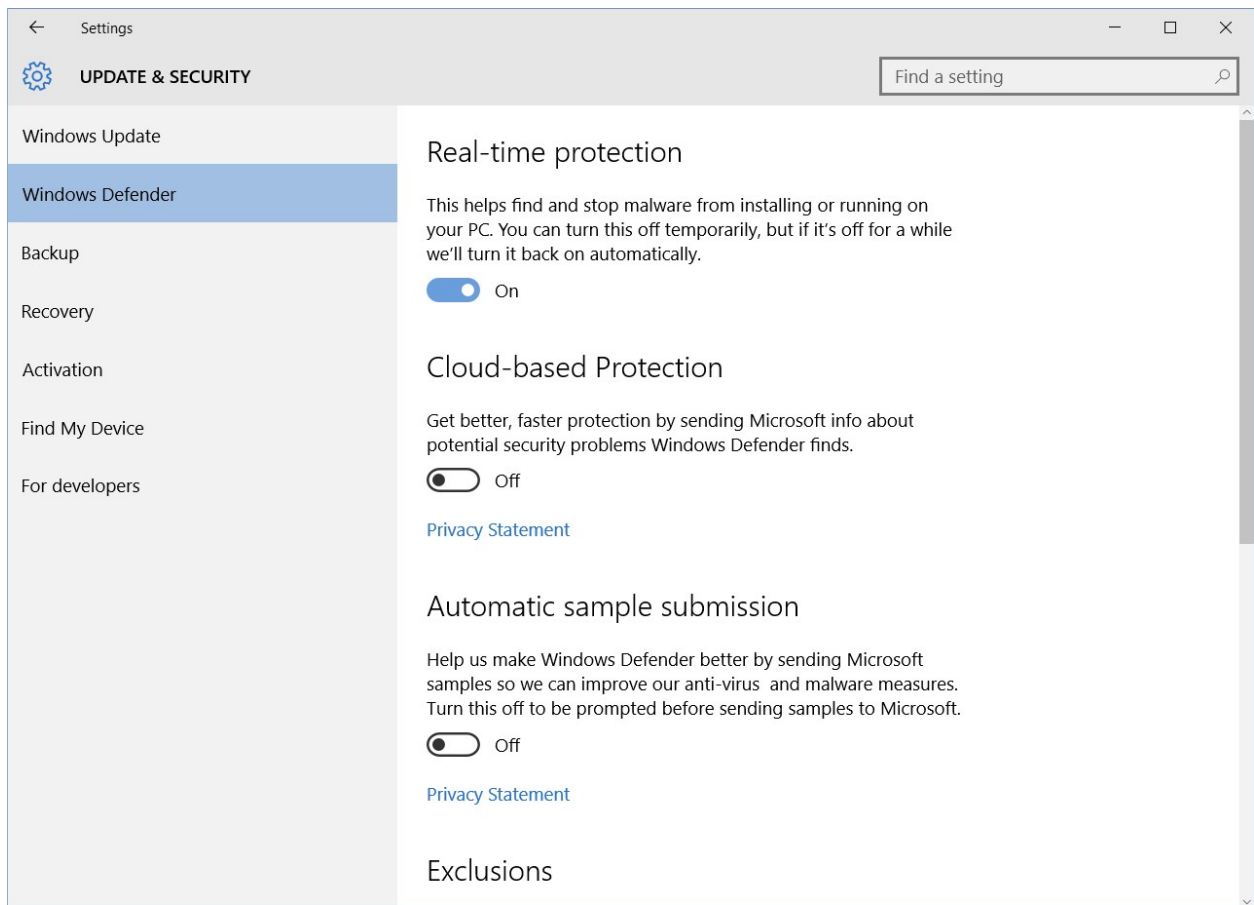 Settings
UPDATE & SECURITY
Find a setting
Windows Update
Windows Defender
Backup
Recovery
Activation
Find My Device
For developers
Real-time protection
This helps find and stop malware from installing or running on
your PC. You can turn this off temporarily, but if it's off for a while
we'll turn it back on automatically.
On
Cloud-based Protection
Get better, faster protection by sending Microsoft info about
potential security problems Windows Defender finds.
Off
Privacy Statement
Automatic sample submission
Help us make Windows Defender better by sending Microsoft
samples so we can improve our anti-virus  and malware measures.
Turn this off to be prompted before sending samples to Microsoft.
Off
Privacy Statement
Exclusions